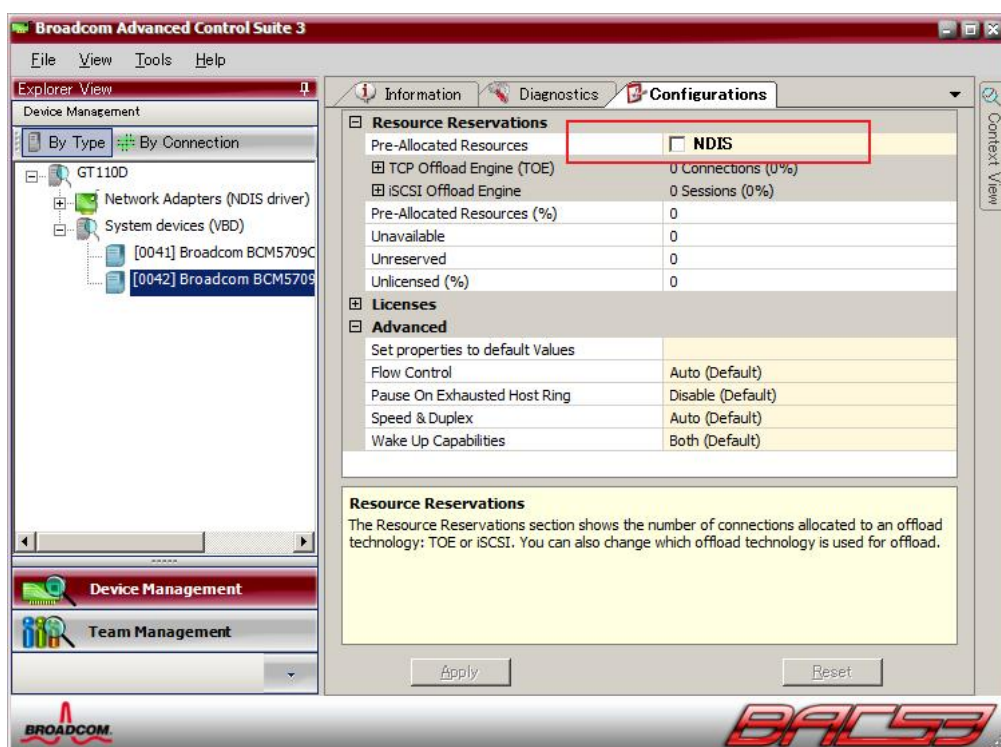 Broadcom Advanced Control Suite 3
File View Tools Help
Explorer View
Device Management
By Type By Connection
GT110D
Network Adapters (NDIS driver)
System devices (VBD)
[0041] Broadcom BCM5709C
[0042] Broadcom BCM5709
Device Management
Team Management
Information Diagnostics Configurations
Resource Reservations
Pre-Allocated Resources NDIS
TCP Offload Engine (TOE) 0 Connections (0%)
iSCSI Offload Engine 0 Sessions (0%)
Pre-Allocated Resources (%) 0
Unavailable 0
Unreserved 0
Unlicensed (%) 0
Licenses
Advanced
Set properties to default Values
Flow Control Auto (Default)
Pause On Exhausted Host Ring Disable (Default)
Speed & Duplex Auto (Default)
Wake Up Capabilities Both (Default)
Resource Reservations
The Resource Reservations section shows the number of connections allocated to an offload
technology: TOE or iSCSI. You can also change which offload technology is used for offload.
Apply Reset
Context View
BROADCOM.
BACS3